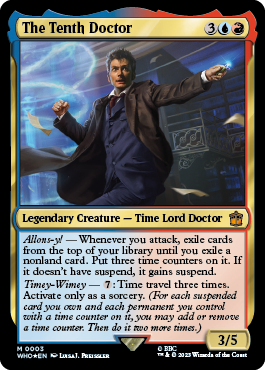 The Tenth Doctor 3
Legendary Creature — Time Lord Doctor
Allons-y! — Whenever you attack, exile cards
from the top of your library until you exile a
nonland card. Put three time counters on it. If
it doesn't have suspend, it gains suspend.
Timey-Wimey — 7: Time travel three times.
Activate only as a sorcery. (For each suspended
card you own and each permanent you control
with a time counter on it, you may add or remove
a time counter. Then do it two more times.)
3/5
M 0003
WHO • EN LUISA J. PREISSLER
© BBC
™ & © 2023 Wizards of the Coast